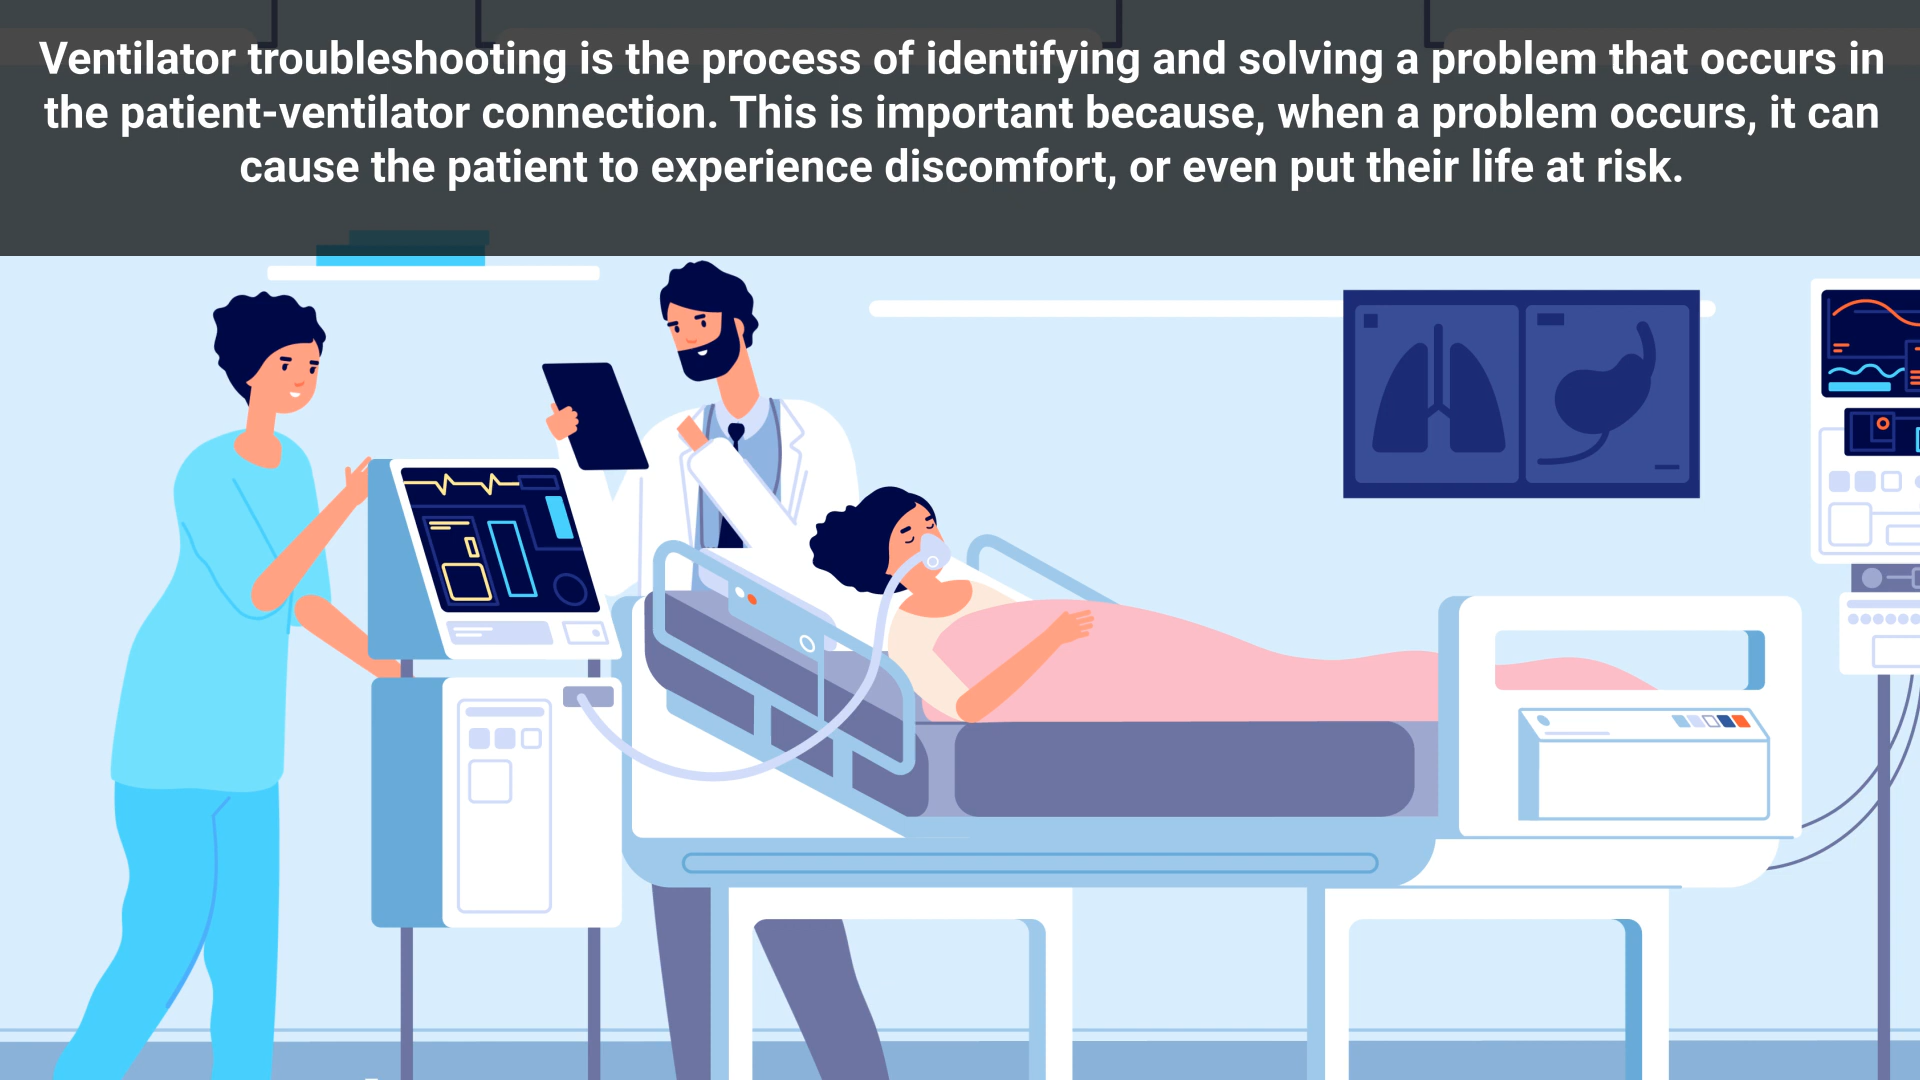 Ventilator troubleshooting is the process of identifying and solving a problem that occurs in
the patient-ventilator connection. This is important because, when a problem occurs, it can
cause the patient to experience discomfort, or even put their life at risk.